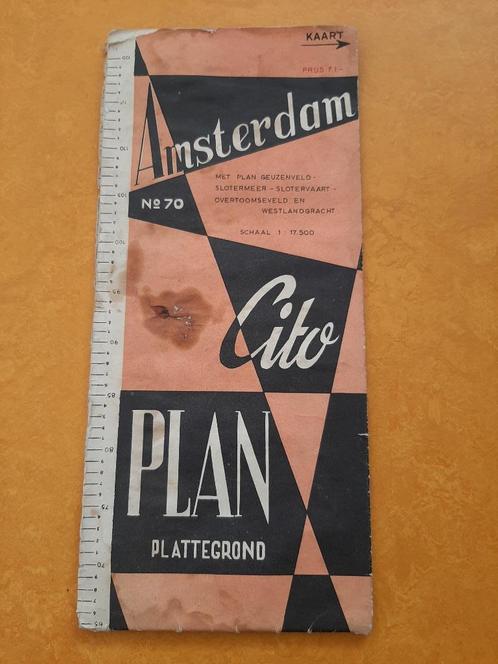 KAART
PRIJS F.1-
Amsterdam
MET PLAN GEUZENVELD-
SLOTERMEER - SLOTERVAART -
OVERTOOMSEVELD EN
WESTLANDGRACHT
Nº 70
SCHAAL 1 : 17.500
Cito
PLAN
PLATTEGROND